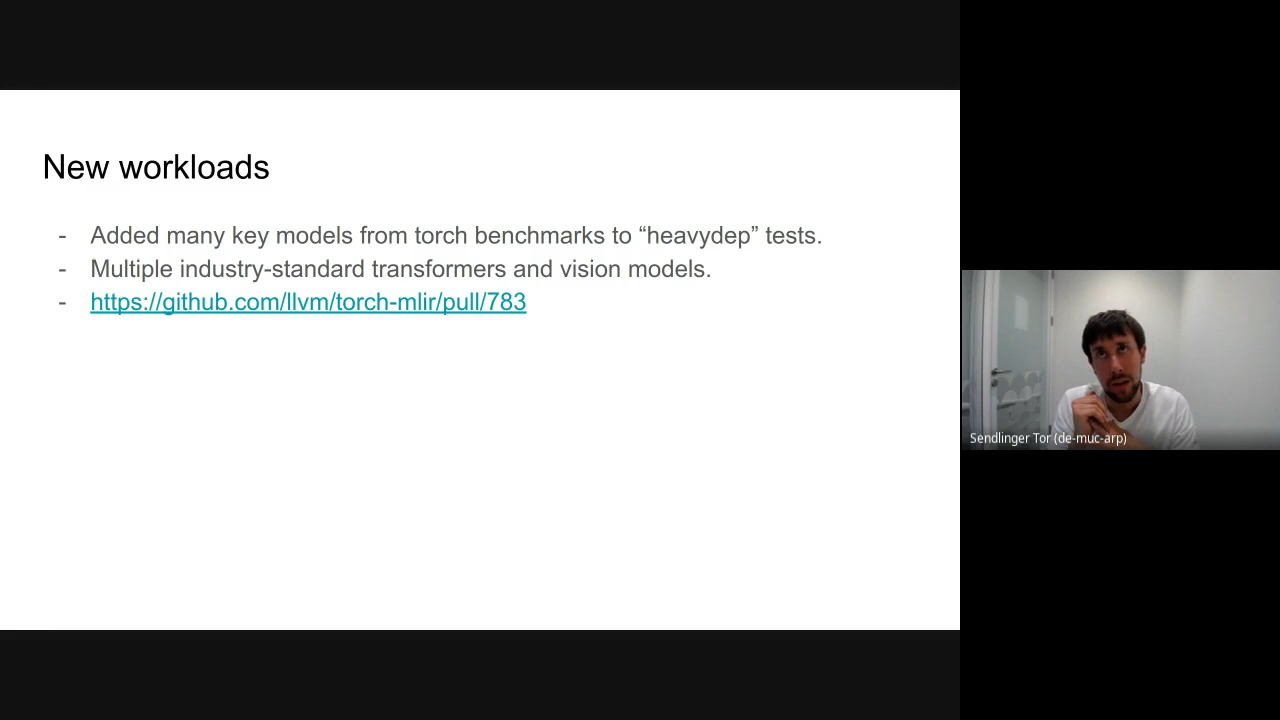 New workloads
- Added many key models from torch benchmarks to “heavydep” tests.
- Multiple industry-standard transformers and vision models.
- https://github.com/llvm/torch-mlir/pull/783
Sendlinger Tor (de-muc-arp)